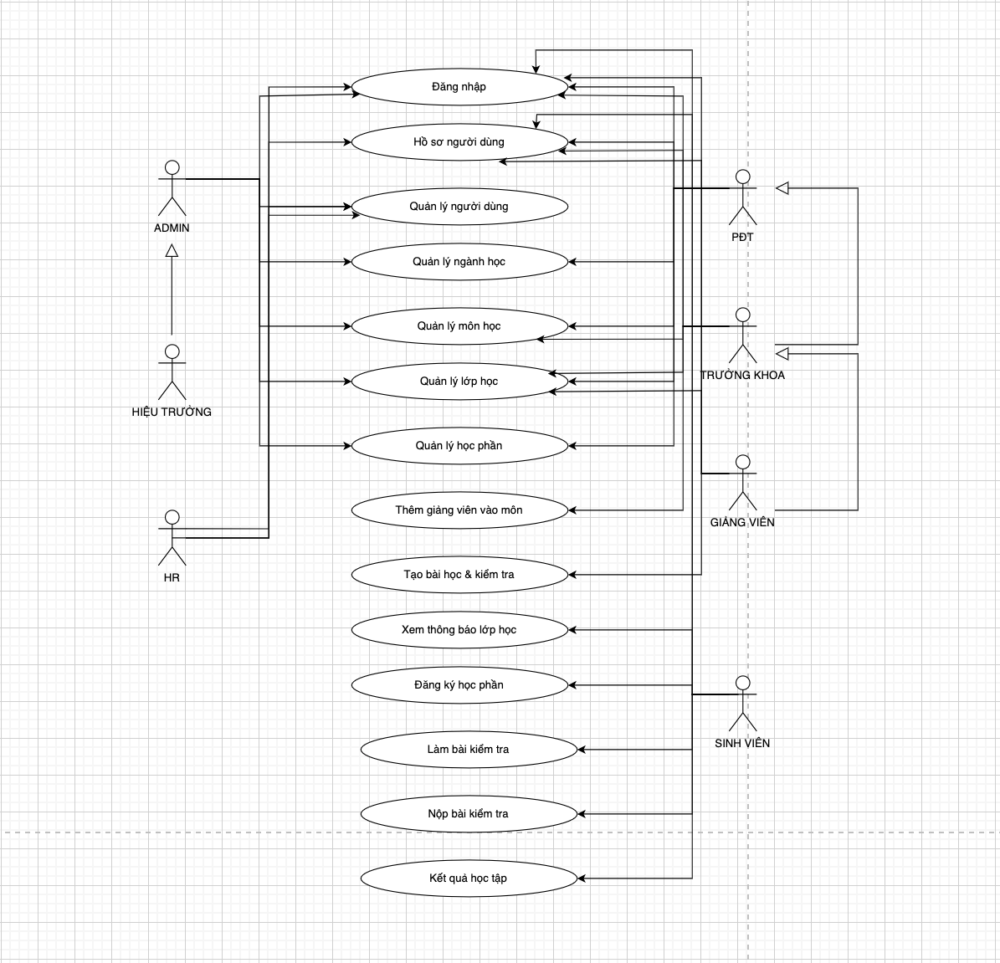 Đăng nhập
Hồ sơ người dùng
ADMIN
Quản lý người dùng
PĐT
Quản lý ngành học
Quản lý môn học
TRƯỞNG KHOA
Quản lý lớp học
HIỆU TRƯỞNG
Quản lý học phần
Thêm giảng viên vào môn
GIẢNG VIÊN
HR
Tạo bài học & kiểm tra
Xem thông báo lớp học
Đăng ký học phần
SINH VIÊN
Làm bài kiểm tra
Nộp bài kiểm tra
Kết quả học tập